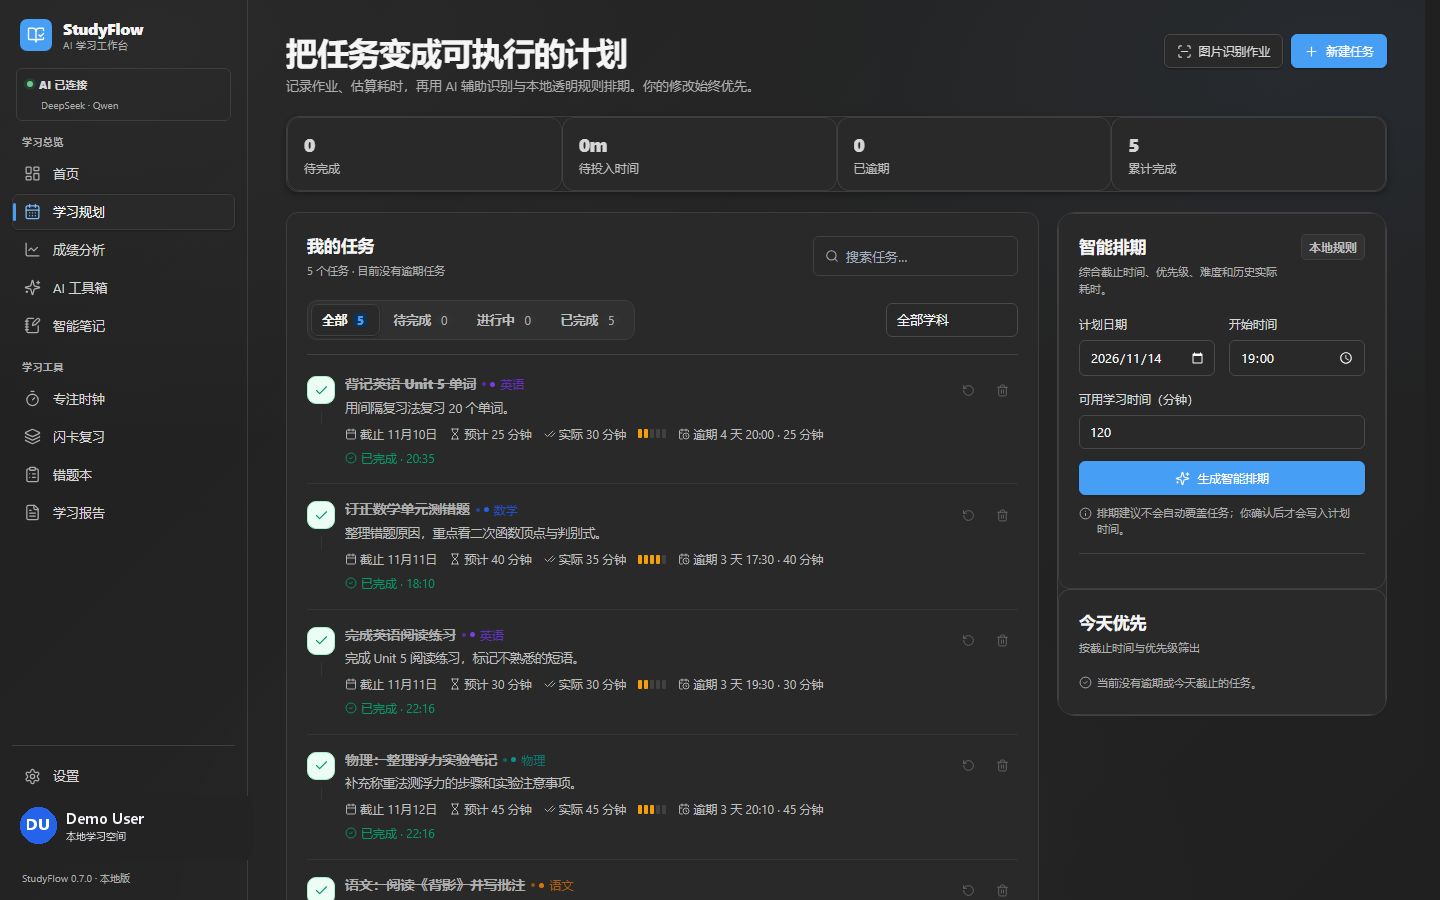 StudyFlow
AI 学习工作台
AI 已连接
DeepSeek · Qwen
学习总览
首页
学习规划
成绩分析
AI 工具箱
智能笔记
学习工具
专注时钟
闪卡复习
错题本
学习报告
设置
DU
Demo User
本地学习空间
StudyFlow 0.7.0 · 本地版
把任务变成可执行的计划
记录作业、估算耗时，再用 AI 辅助识别与本地透明规则排期。你的修改始终优先。
图片识别作业
新建任务
0
待完成
0m
待投入时间
0
已逾期
5
累计完成
我的任务
5 个任务 · 目前没有逾期任务
搜索任务...
全部 5
待完成 0
进行中 0
已完成 5
全部学科
背记英语 Unit 5 单词 英语
用间隔复习法复习 20 个单词。
截止 11月10日 预计 25 分钟 实际 30 分钟 逾期 4 天 20:00 · 25 分钟
已完成 · 20:35
订正数学单元测错题 数学
整理错题原因，重点看二次函数顶点与判别式。
截止 11月11日 预计 40 分钟 实际 35 分钟 逾期 3 天 17:30 · 40 分钟
已完成 · 18:10
完成英语阅读练习 英语
完成 Unit 5 阅读练习，标记不熟悉的短语。
截止 11月11日 预计 30 分钟 实际 30 分钟 逾期 3 天 19:30 · 30 分钟
已完成 · 22:16
物理：整理浮力实验笔记 物理
补充称重法测浮力的步骤和实验注意事项。
截止 11月12日 预计 45 分钟 实际 45 分钟 逾期 3 天 20:10 · 45 分钟
已完成 · 22:16
语文：阅读《背影》并写批注 语文
智能排期
本地规则
综合截止时间、优先级、难度和历史实际
耗时。
计划日期
开始时间
2026/11/14
19:00
可用学习时间（分钟）
120
生成智能排期
排期建议不会自动覆盖任务；你确认后才会写入计划
时间。
今天优先
按截止时间与优先级筛出
当前没有逾期或今天截止的任务。